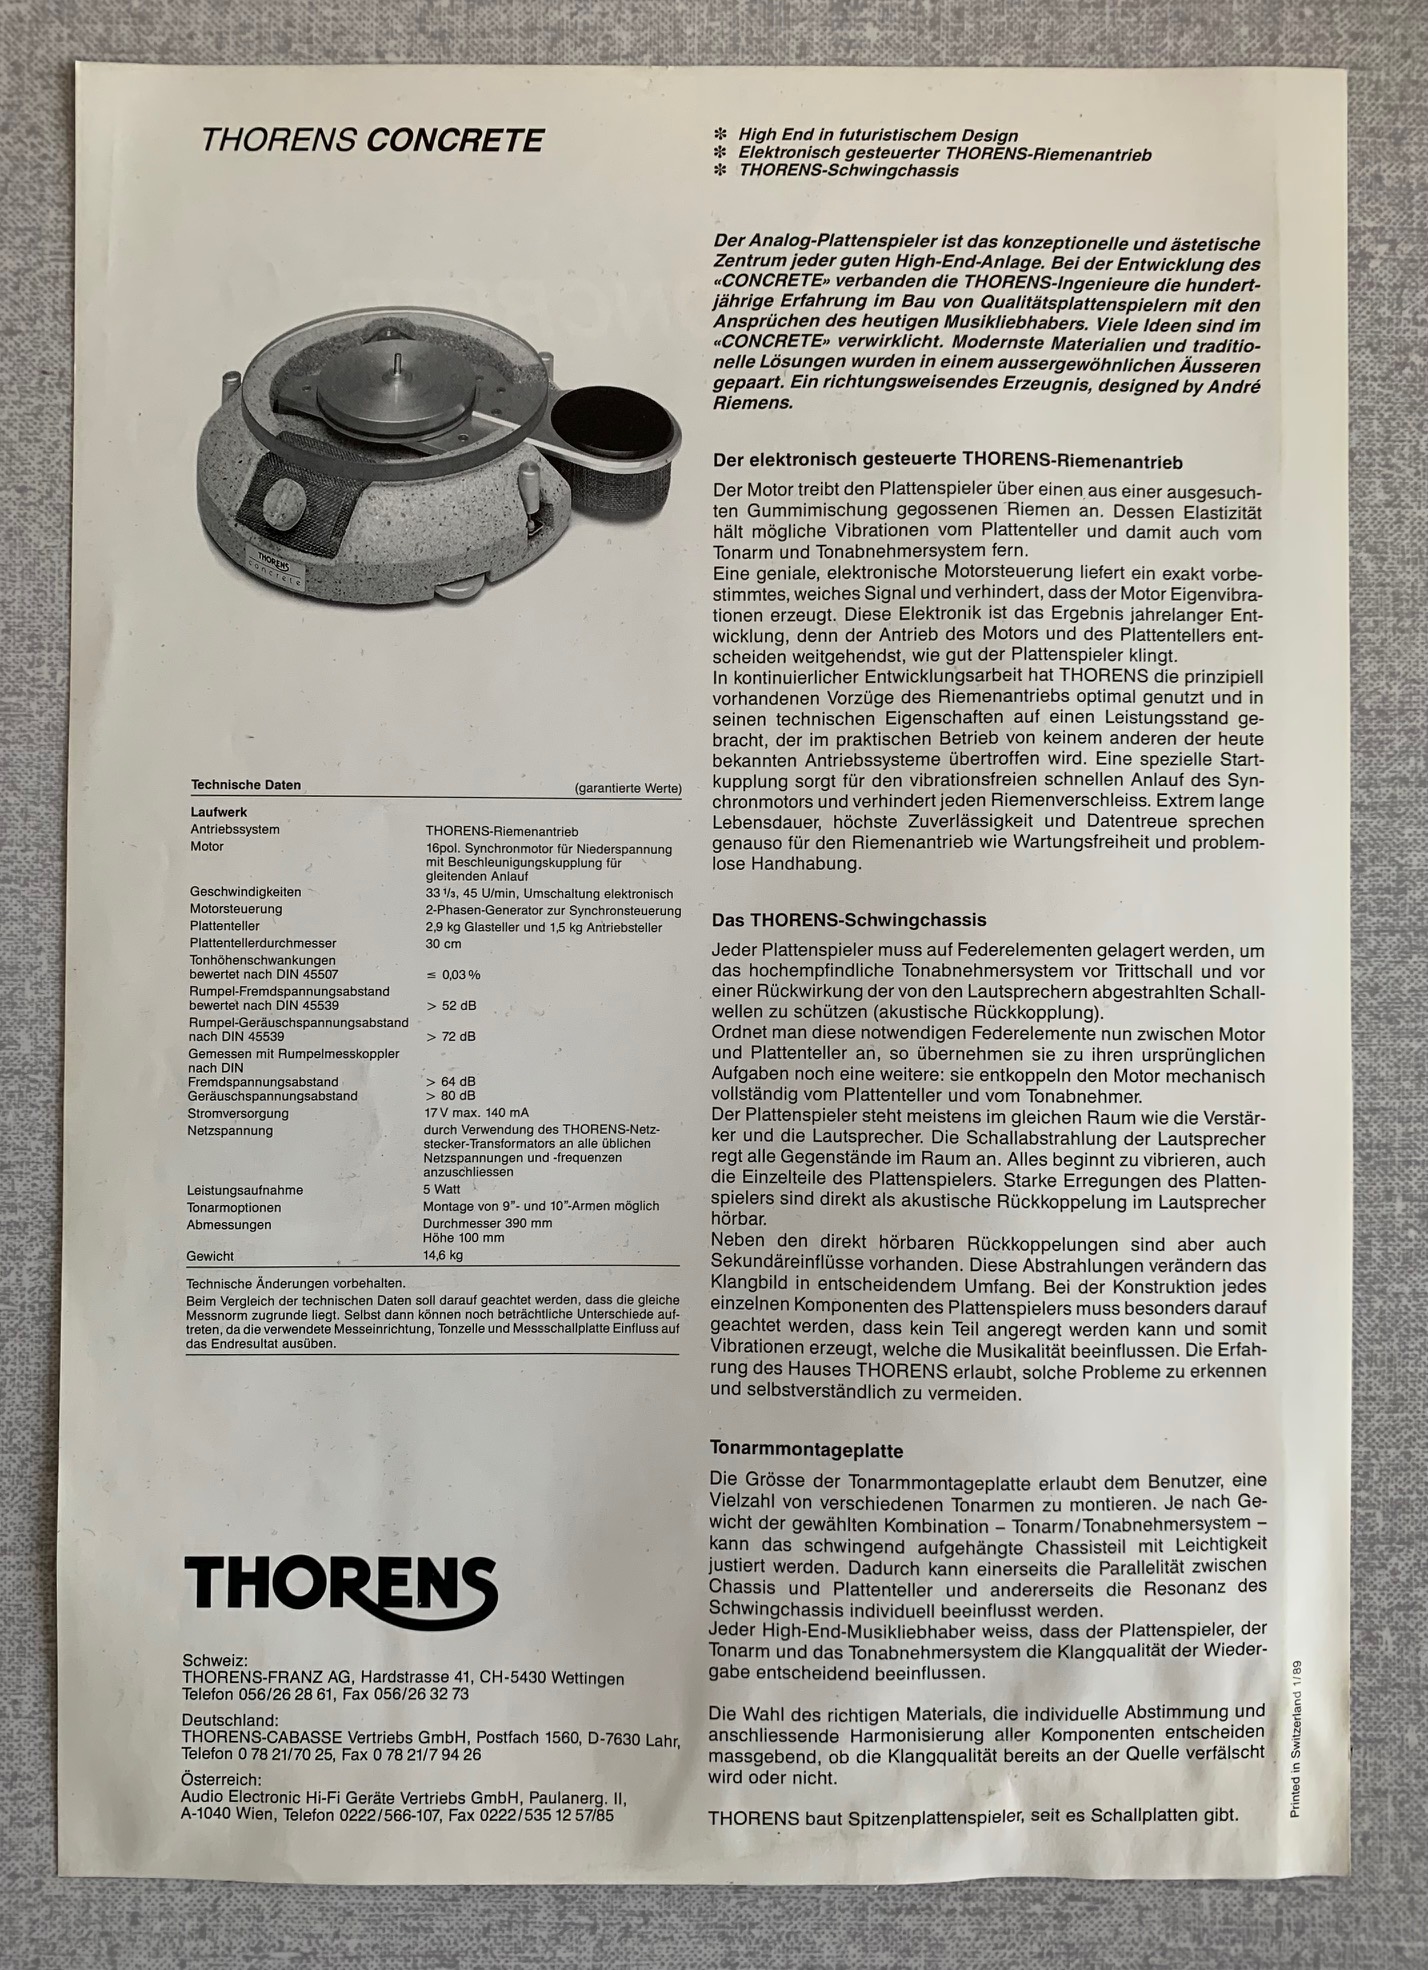 THORENS CONCRETE
THORENS
concrete
Technische Daten (garantierte Werte)
Laufwerk
Antriebssystem THORENS-Riemenantrieb
Motor 16pol. Synchronmotor für Niederspannung
mit Beschleunigungskupplung für
gleitenden Anlauf
Geschwindigkeiten 33 1/3, 45 U/min, Umschaltung elektronisch
Motorsteuerung 2-Phasen-Generator zur Synchronsteuerung
Plattenteller 2,9 kg Glasteller und 1,5 kg Antriebsteller
Plattentellerdurchmesser 30 cm
Tonhöhenschwankungen
bewertet nach DIN 45507 ≤ 0,03 %
Rumpel-Fremdspannungsabstand
bewertet nach DIN 45539 > 52 dB
Rumpel-Geräuschspannungsabstand
nach DIN 45539 > 72 dB
Gemessen mit Rumpelmesskoppler
nach DIN
Fremdspannungsabstand > 64 dB
Geräuschspannungsabstand > 80 dB
Stromversorgung 17 V max. 140 mA
Netzspannung durch Verwendung des THORENS-Netz-
stecker-Transformators an alle üblichen
Netzspannungen und -frequenzen
anzuschliessen
Leistungsaufnahme 5 Watt
Tonarmoptionen Montage von 9"- und 10"-Armen möglich
Abmessungen Durchmesser 390 mm
Höhe 100 mm
Gewicht 14,6 kg
Technische Änderungen vorbehalten.
Beim Vergleich der technischen Daten soll darauf geachtet werden, dass die gleiche
Messnorm zugrunde liegt. Selbst dann können noch beträchtliche Unterschiede auf-
treten, da die verwendete Messeinrichtung, Tonzelle und Messschallplatte Einfluss auf
das Endresultat ausüben.
THORENS
Schweiz:
THORENS-FRANZ AG, Hardstrasse 41, CH-5430 Wettingen
Telefon 056/26 28 61, Fax 056/26 32 73
Deutschland:
THORENS-CABASSE Vertriebs GmbH, Postfach 1560, D-7630 Lahr,
Telefon 0 78 21/70 25, Fax 0 78 21/7 94 26
Österreich:
Audio Electronic Hi-Fi Geräte Vertriebs GmbH, Paulanerg. II,
A-1040 Wien, Telefon 0222/566-107, Fax 0222/535 12 57/85
✻ High End in futuristischem Design
✻ Elektronisch gesteuerter THORENS-Riemenantrieb
✻ THORENS-Schwingchassis
Der Analog-Plattenspieler ist das konzeptionelle und ästetische
Zentrum jeder guten High-End-Anlage. Bei der Entwicklung des
«CONCRETE» verbanden die THORENS-Ingenieure die hundert-
jährige Erfahrung im Bau von Qualitätsplattenspielern mit den
Ansprüchen des heutigen Musikliebhabers. Viele Ideen sind im
«CONCRETE» verwirklicht. Modernste Materialien und traditio-
nelle Lösungen wurden in einem aussergewöhnlichen Äusseren
gepaart. Ein richtungsweisendes Erzeugnis, designed by André
Riemens.
Der elektronisch gesteuerte THORENS-Riemenantrieb
Der Motor treibt den Plattenspieler über einen aus einer ausgesuch-
ten Gummimischung gegossenen Riemen an. Dessen Elastizität
hält mögliche Vibrationen vom Plattenteller und damit auch vom
Tonarm und Tonabnehmersystem fern.
Eine geniale, elektronische Motorsteuerung liefert ein exakt vorbe-
stimmtes, weiches Signal und verhindert, dass der Motor Eigenvibra-
tionen erzeugt. Diese Elektronik ist das Ergebnis jahrelanger Ent-
wicklung, denn der Antrieb des Motors und des Plattentellers ent-
scheiden weitgehendst, wie gut der Plattenspieler klingt.
In kontinuierlicher Entwicklungsarbeit hat THORENS die prinzipiell
vorhandenen Vorzüge des Riemenantriebs optimal genutzt und in
seinen technischen Eigenschaften auf einen Leistungsstand ge-
bracht, der im praktischen Betrieb von keinem anderen der heute
bekannten Antriebssysteme übertroffen wird. Eine spezielle Start-
kupplung sorgt für den vibrationsfreien schnellen Anlauf des Syn-
chronmotors und verhindert jeden Riemenverschleiss. Extrem lange
Lebensdauer, höchste Zuverlässigkeit und Datentreue sprechen
genauso für den Riemenantrieb wie Wartungsfreiheit und problem-
lose Handhabung.
Das THORENS-Schwingchassis
Jeder Plattenspieler muss auf Federelementen gelagert werden, um
das hochempfindliche Tonabnehmersystem vor Trittschall und vor
einer Rückwirkung der von den Lautsprechern abgestrahlten Schall-
wellen zu schützen (akustische Rückkopplung).
Ordnet man diese notwendigen Federelemente nun zwischen Motor
und Plattenteller an, so übernehmen sie zu ihren ursprünglichen
Aufgaben noch eine weitere: sie entkoppeln den Motor mechanisch
vollständig vom Plattenteller und vom Tonabnehmer.
Der Plattenspieler steht meistens im gleichen Raum wie die Verstär-
ker und die Lautsprecher. Die Schallabstrahlung der Lautsprecher
regt alle Gegenstände im Raum an. Alles beginnt zu vibrieren, auch
die Einzelteile des Plattenspielers. Starke Erregungen des Platten-
spielers sind direkt als akustische Rückkoppelung im Lautsprecher
hörbar.
Neben den direkt hörbaren Rückkoppelungen sind aber auch
Sekundäreinflüsse vorhanden. Diese Abstrahlungen verändern das
Klangbild in entscheidendem Umfang. Bei der Konstruktion jedes
einzelnen Komponenten des Plattenspielers muss besonders darauf
geachtet werden, dass kein Teil angeregt werden kann und somit
Vibrationen erzeugt, welche die Musikalität beeinflussen. Die Erfah-
rung des Hauses THORENS erlaubt, solche Probleme zu erkennen
und selbstverständlich zu vermeiden.
Tonarmmontageplatte
Die Grösse der Tonarmmontageplatte erlaubt dem Benutzer, eine
Vielzahl von verschiedenen Tonarmen zu montieren. Je nach Ge-
wicht der gewählten Kombination – Tonarm/Tonabnehmersystem –
kann das schwingend aufgehängte Chassisteil mit Leichtigkeit
justiert werden. Dadurch kann einerseits die Parallelität zwischen
Chassis und Plattenteller und andererseits die Resonanz des
Schwingchassis individuell beeinflusst werden.
Jeder High-End-Musikliebhaber weiss, dass der Plattenspieler, der
Tonarm und das Tonabnehmersystem die Klangqualität der Wieder-
gabe entscheidend beeinflussen.
Die Wahl des richtigen Materials, die individuelle Abstimmung und
anschliessende Harmonisierung aller Komponenten entscheiden
massgebend, ob die Klangqualität bereits an der Quelle verfälscht
wird oder nicht.
THORENS baut Spitzenplattenspieler, seit es Schallplatten gibt.
Printed in Switzerland 1/89